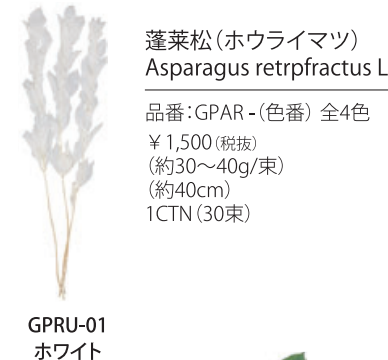 蓬莱松（ホウライマツ）
Asparagus retrpfractus L
品番：GPAR -（色番） 全4色
￥1,500（税抜）
（約30～40g/束）
（約40cm）
1CTN（30束）
GPRU-01
ホワイト